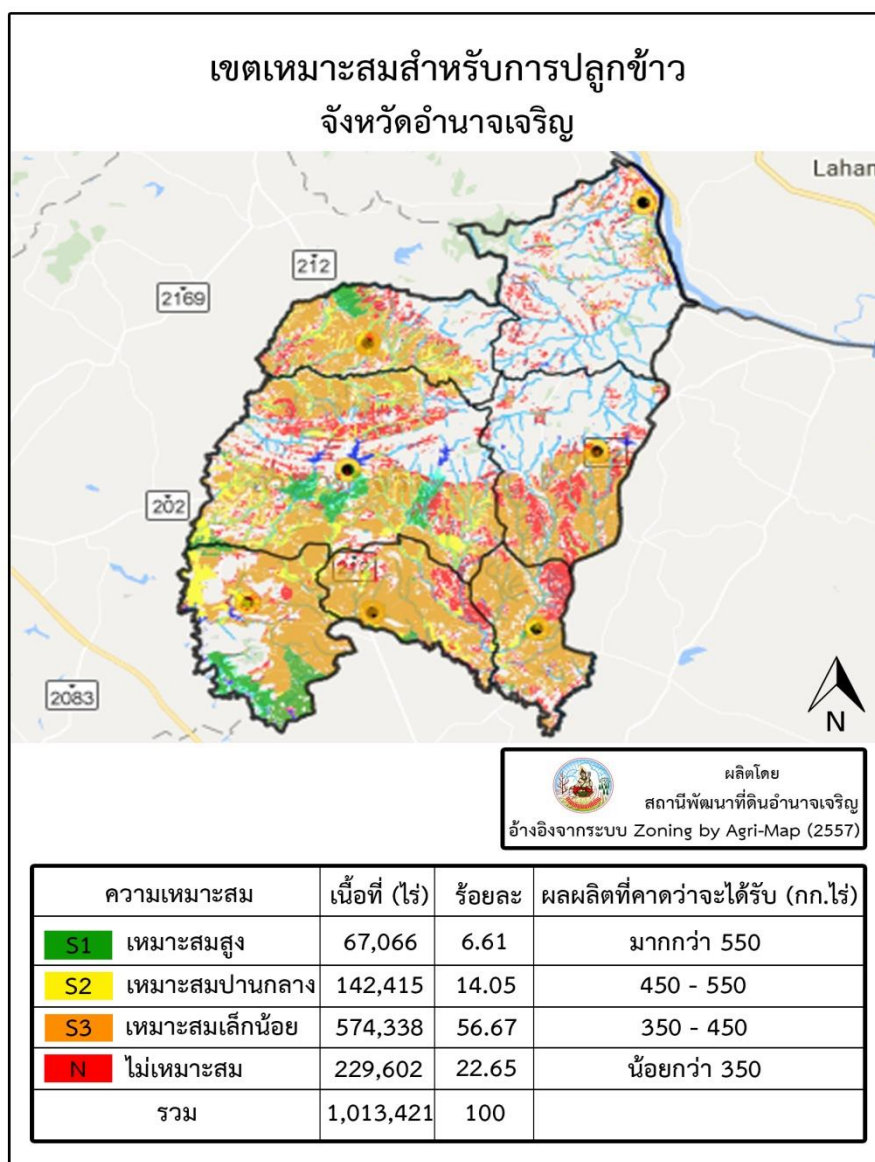 เขตเหมาะสมสำหรับการปลูกข้าว
จังหวัดอำนาจเจริญ
Lahan
212
2169
202
2083
N
ผลิตโดย
สถานีพัฒนาที่ดินอำนาจเจริญ
อ้างอิงจากระบบ Zoning by Agri-Map (2557)
ความเหมาะสม เนื้อที่ (ไร่) ร้อยละ ผลผลิตที่คาดว่าจะได้รับ (กก.ไร่)
S1 เหมาะสมสูง 67,066 6.61 มากกว่า 550
S2 เหมาะสมปานกลาง 142,415 14.05 450 - 550
S3 เหมาะสมเล็กน้อย 574,338 56.67 350 - 450
N ไม่เหมาะสม 229,602 22.65 น้อยกว่า 350
รวม 1,013,421 100